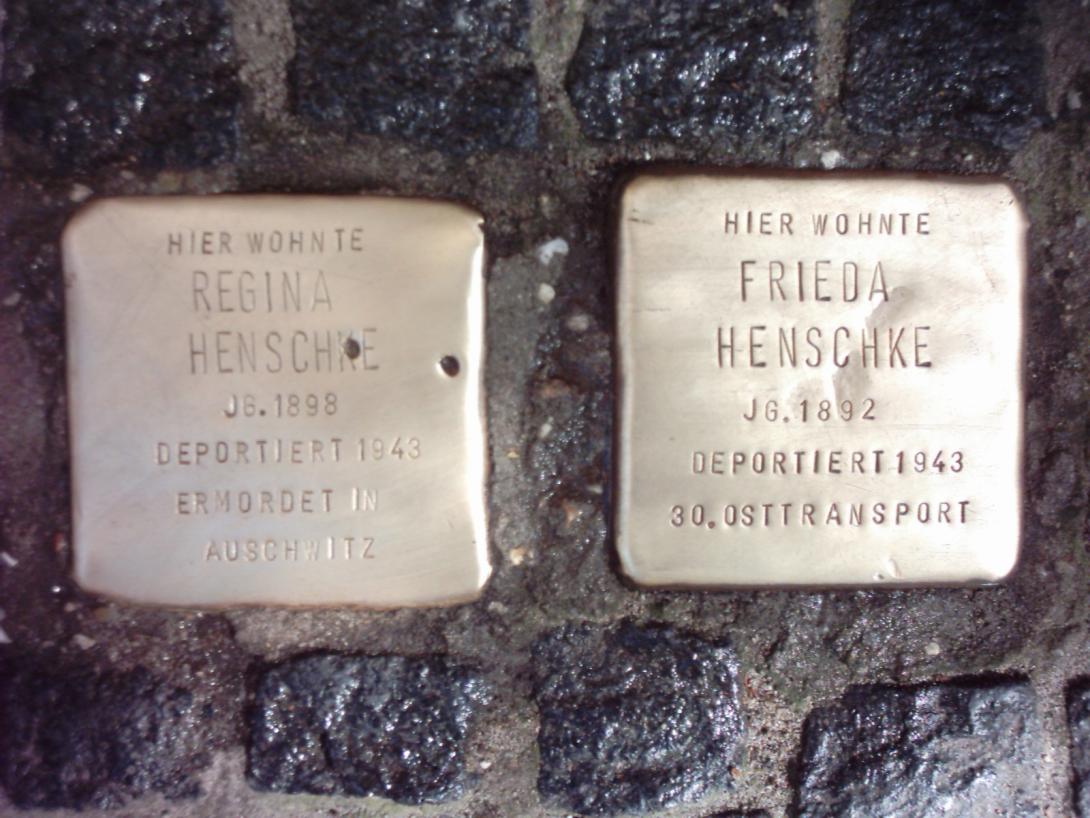 HIER WOHNTE
REGINA
HENSCHKE
JG.1898
DEPORTIERT 1943
ERMORDET IN
AUSCHWITZ
HIER WOHNTE
FRIEDA
HENSCHKE
JG.1892
DEPORTIERT 1943
30.OSTTRANSPORT